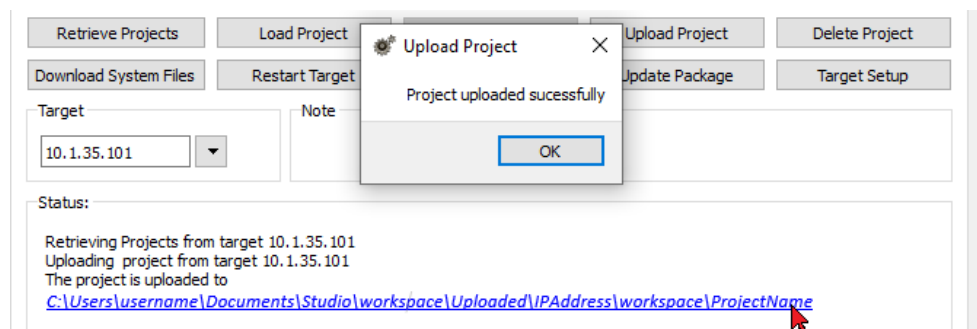 Retrieve Projects Load Project Upload Project Delete Project
Upload Project
Download System Files Restart Target Update Package Target Setup
Project uploaded sucessfully
OK
Target Note
10.1.35.101
Status:
Retrieving Projects from target 10.1.35.101
Uploading project from target 10.1.35.101
The project is uploaded to
C:\Users\username\Documents\Studio\workspace\Uploaded\IPAddress\workspace\ProjectName